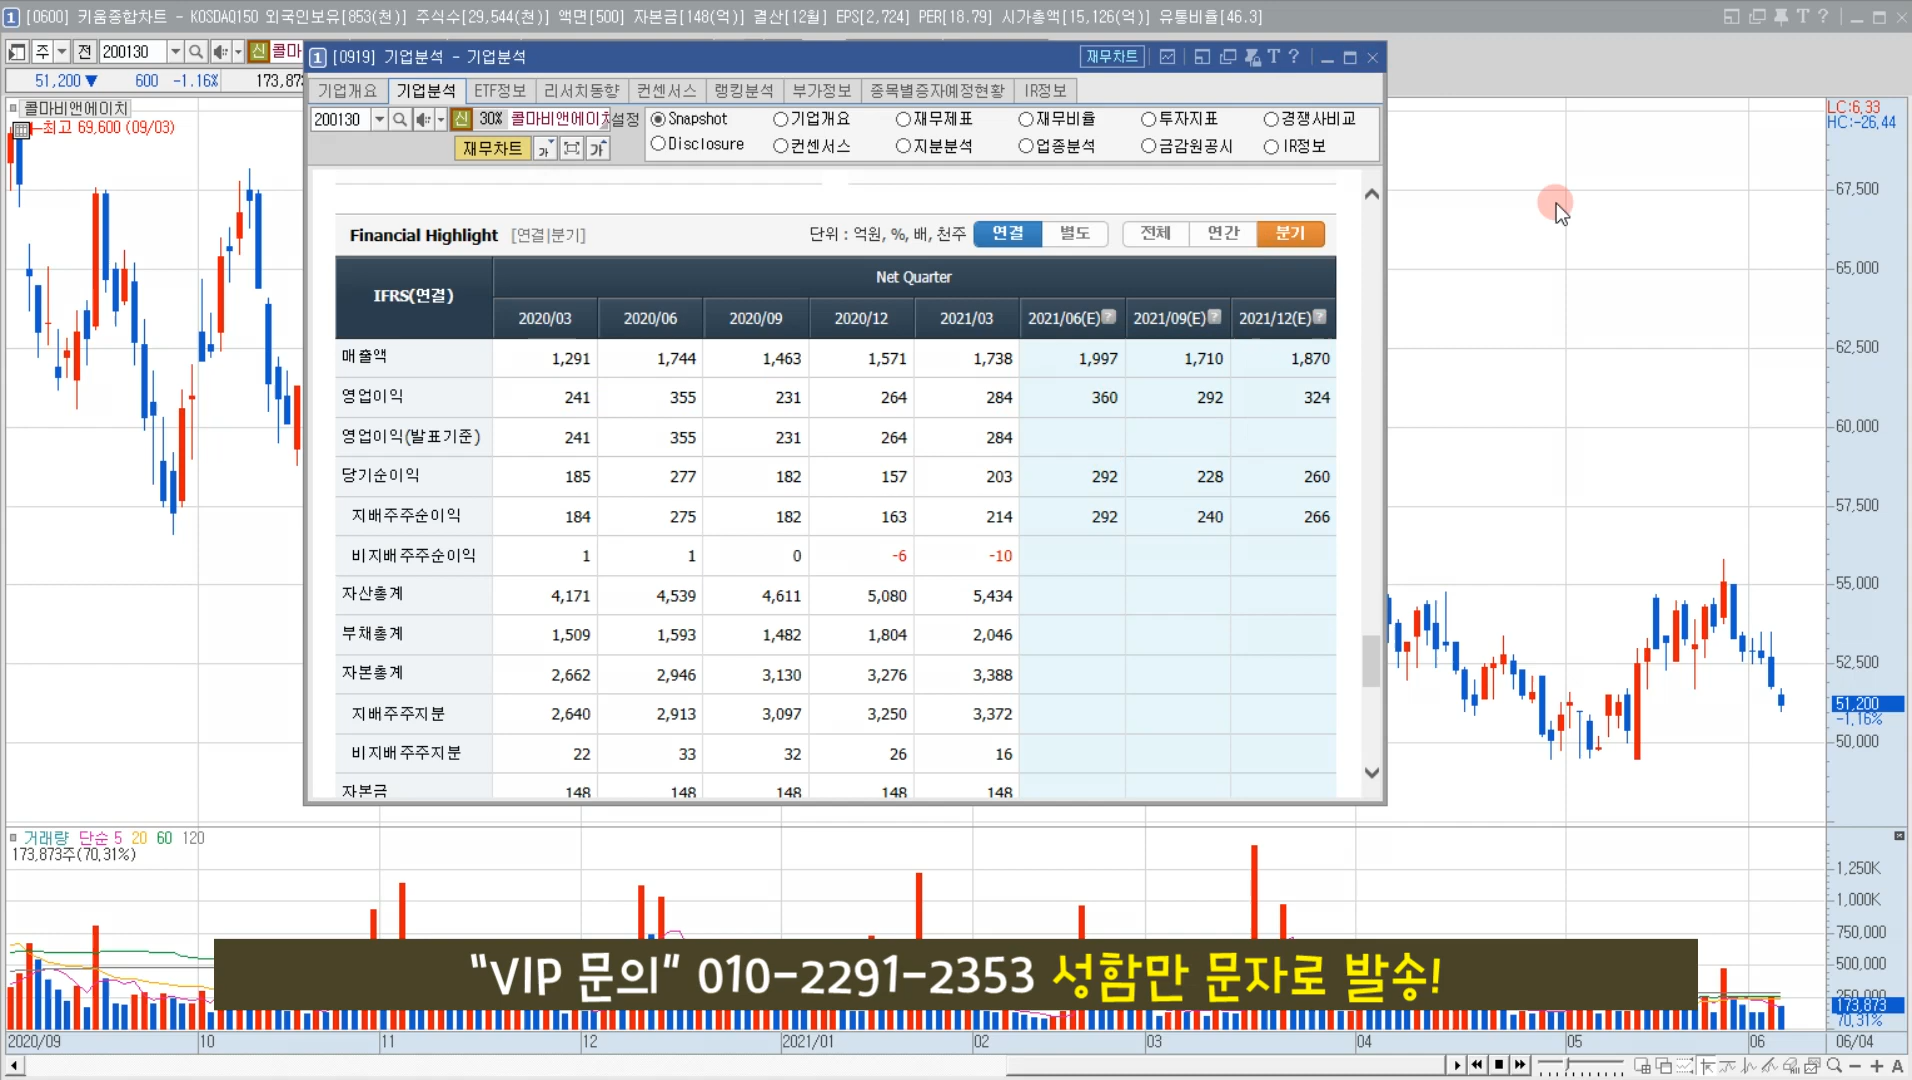 [0600] 키움종합차트 - KOSDAQ150 외국인보유[853(천)] 주식수[29,544(천)] 액면[500] 자본금[148(억)] 결산[12월] EPS[2,724] PER[18.79] 시가총액[15,126(억)] 유통비율[46.3]
주 전 200130 신 콜마
51,200 ▼ 600 -1.16%
콜마비앤에이치
최고 69,600 (09/03)
LC:6.33
HC:-26.44
[0919] 기업분석 - 기업분석 재무차트
기업개요 기업분석 ETF정보 리서치동향 컨센서스 랭킹분석 부가정보 종목별증자예정현황 IR정보
200130 신 30% 콜마비앤에이치 설정
Snapshot 기업개요 재무제표 재무비율 투자지표 경쟁사비교
재무차트
Disclosure 컨센서스 지분분석 업종분석 금감원공시 IR정보
Financial Highlight [연결|분기] 단위 : 억원, %, 배, 천주 연결 별도 전체 연간 분기
IFRS(연결) Net Quarter
2020/03 2020/06 2020/09 2020/12 2021/03 2021/06(E) 2021/09(E) 2021/12(E)
매출액 1,291 1,744 1,463 1,571 1,738 1,997 1,710 1,870
영업이익 241 355 231 264 284 360 292 324
영업이익(발표기준) 241 355 231 264 284
당기순이익 185 277 182 157 203 292 228 260
지배주주순이익 184 275 182 163 214 292 240 266
비지배주주순이익 1 1 0 -6 -10
자산총계 4,171 4,539 4,611 5,080 5,434
부채총계 1,509 1,593 1,482 1,804 2,046
자본총계 2,662 2,946 3,130 3,276 3,388
지배주주지분 2,640 2,913 3,097 3,250 3,372
비지배주주지분 22 33 32 26 16
자본금 148 148 148 148 148
67,500
65,000
62,500
60,000
57,500
55,000
52,500
51,200
-1.16%
50,000
거래량 단순 5 20 60 120
173,873주(70.31%)
1,250K
1,000K
750,000
500,000
250,000
173,873
70.31%
"VIP 문의" 010-2291-2353 성함만 문자로 발송!
2020/09 10 11 12 2021/01 02 03 04 05 06 06/04